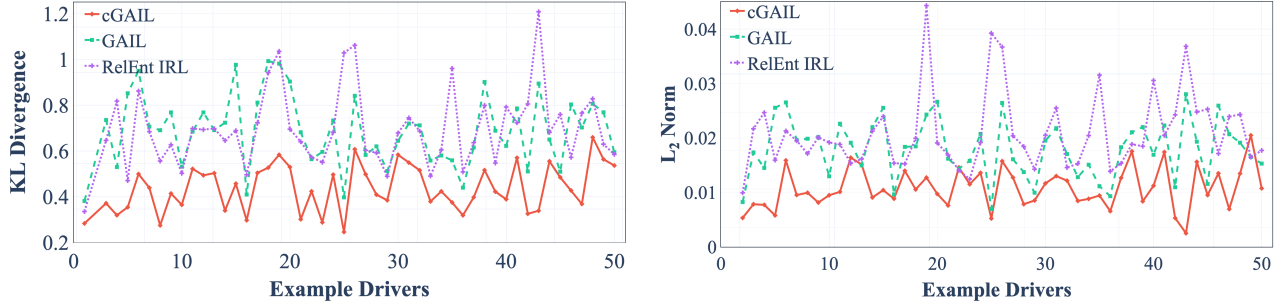 cGAIL
GAIL
RelEnt IRL
KL Divergence
1.2
1
0.8
0.6
0.4
0.2
0
10
20
30
40
50
Example Drivers
cGAIL
GAIL
RelEnt IRL
L₂ Norm
0.04
0.03
0.02
0.01
0
0
10
20
30
40
50
Example Drivers